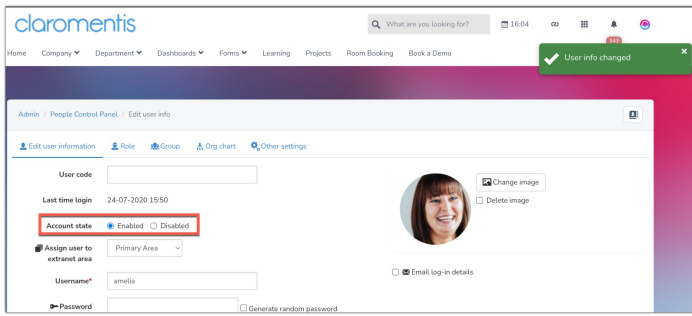 claromentis
What are you looking for? 16:04
343
Home Company Department Dashboards Forms Learning Projects Room Booking Book a Demo
User info changed
Admin / People Control Panel / Edit user info
Edit user information Role Group Org chart Other settings
User code
Change image
Last time login 24-07-2020 15:50
Delete image
Account state Enabled Disabled
Assign user to extranet area Primary Area
Email log-in details
Username* amelia
Password Generate random password